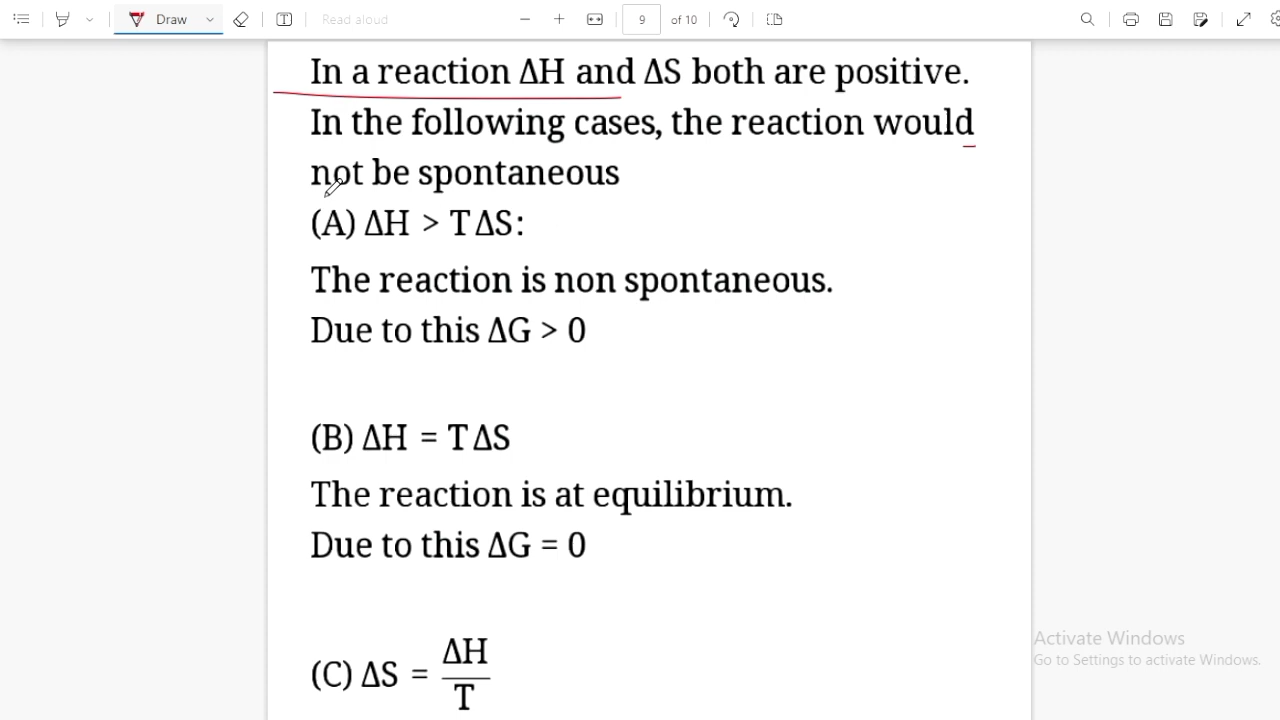 Draw
Read aloud
9
of 10
In a reaction ΔH and ΔS both are positive.
In the following cases, the reaction would
not be spontaneous
(A) ΔH > TΔS:
The reaction is non spontaneous.
Due to this ΔG > 0
(B) ΔH = TΔS
The reaction is at equilibrium.
Due to this ΔG = 0
(C) ΔS = ΔH/T
Activate Windows
Go to Settings to activate Windows.